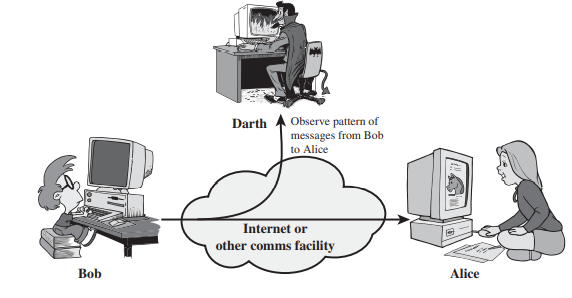 Darth
Observe pattern of
messages from Bob
to Alice
Internet or
other comms facility
Bob
Alice